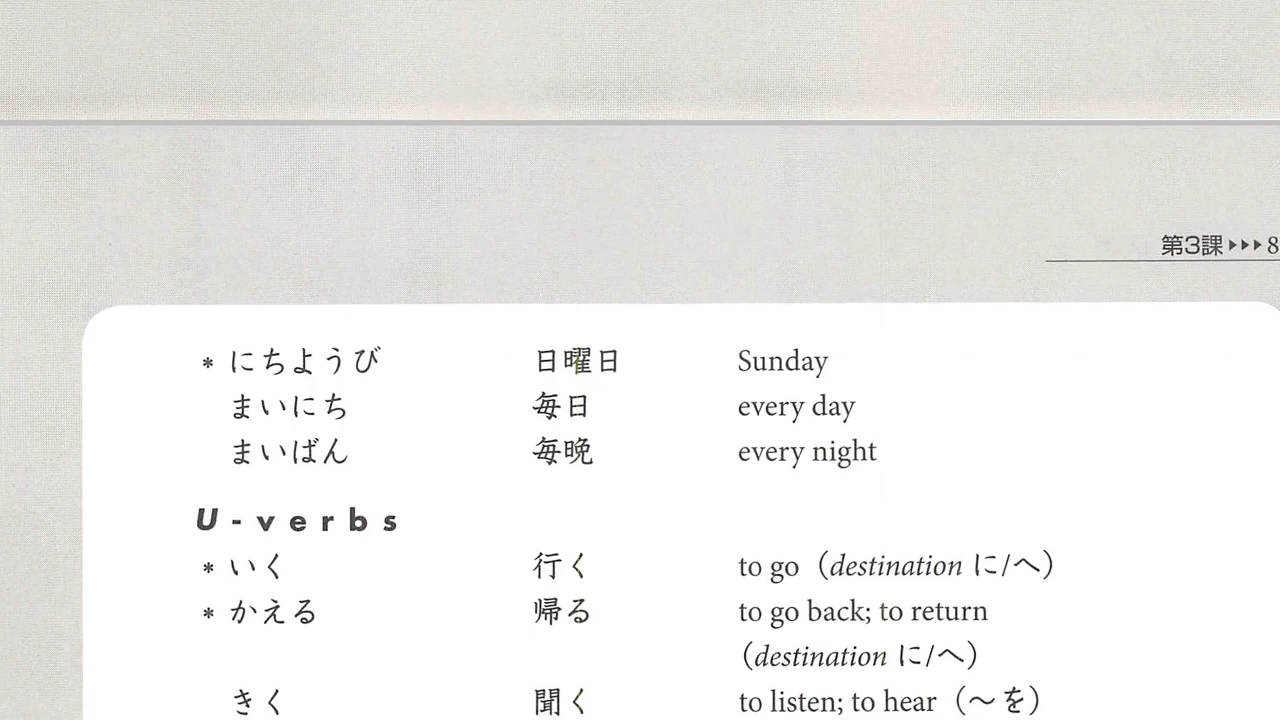 第3課▶▶▶8
* にちようび 日曜日 Sunday
まいにち 毎日 every day
まいばん 毎晩 every night
U-verbs
* いく 行く to go（destination に/へ）
* かえる 帰る to go back; to return
（destination に/へ）
きく 聞く to listen; to hear（〜を）